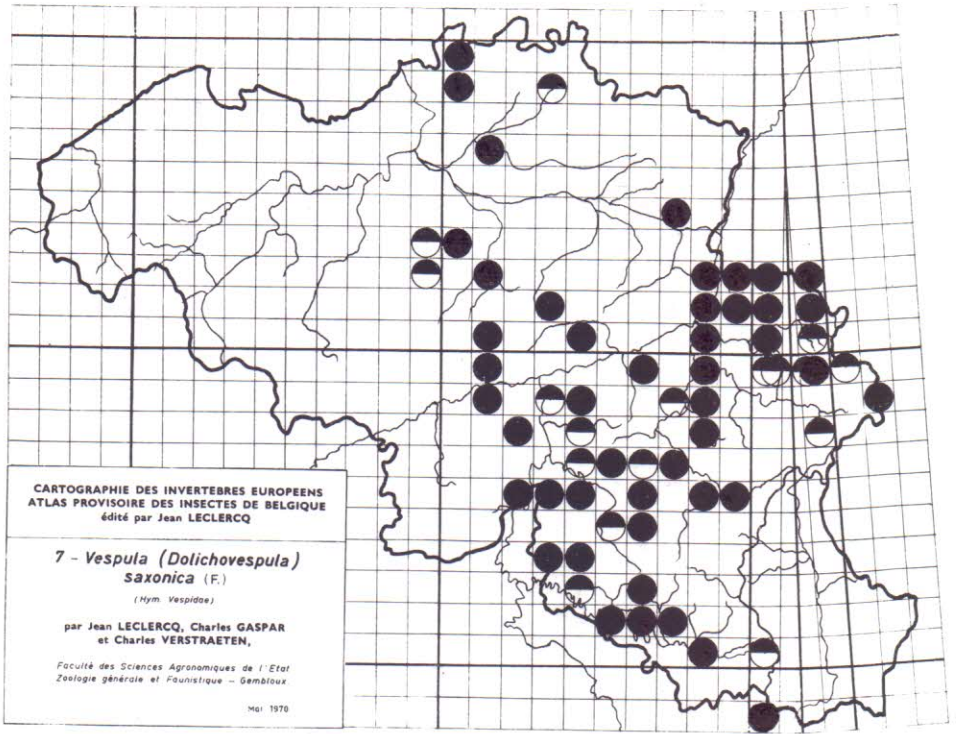 CARTOGRAPHIE DES INVERTEBRES EUROPEENS
ATLAS PROVISOIRE DES INSECTES DE BELGIQUE
édité par Jean LECLERCQ
7 - Vespula (Dolichovespula)
saxonica (F.)
(Hym. Vespidae)
par Jean LECLERCQ, Charles GASPAR
et Charles VERSTRAETEN,
Faculté des Sciences Agronomiques de l'Etat
Zoologie générale et Faunistique - Gembloux
Mai 1970